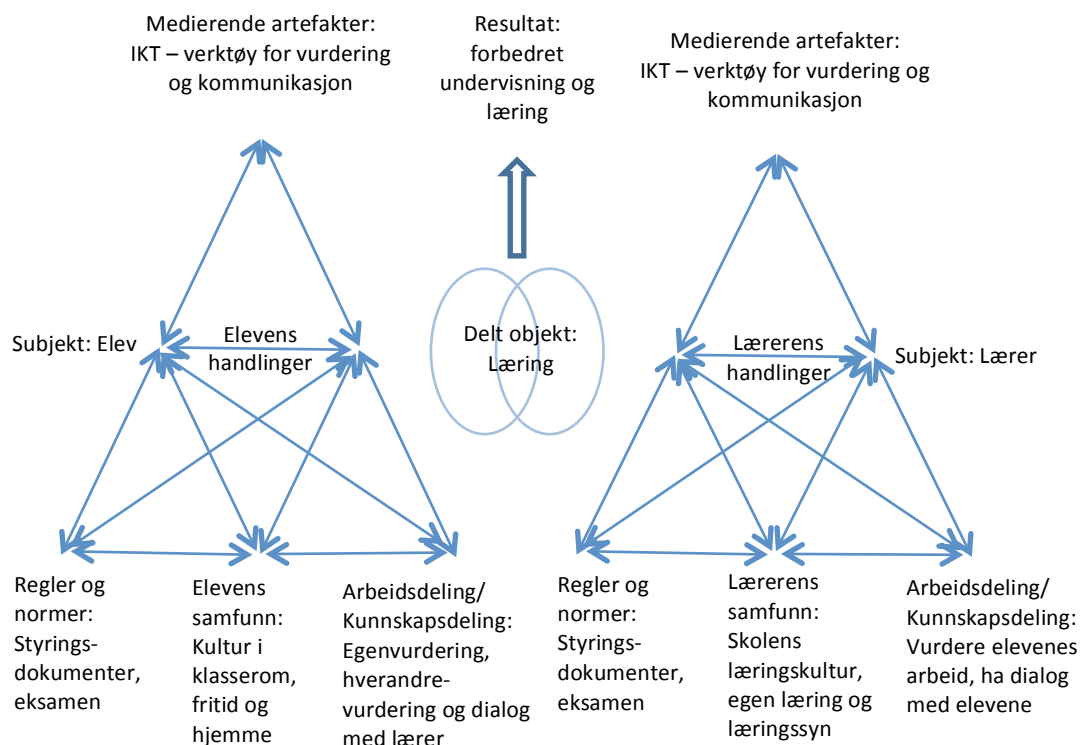 Medierende artefakter:
IKT – verktøy for vurdering
og kommunikasjon
Resultat:
forbedret
undervisning og
læring
Medierende artefakter:
IKT – verktøy for vurdering og
kommunikasjon
Subjekt: Elev
Elevens
handlinger
Delt objekt:
Læring
Lærerens
handlinger
Subjekt: Lærer
Regler og
normer:
Styrings-
dokumenter,
eksamen
Elevens
samfunn:
Kultur i
klasserom,
fritid og
hjemme
Arbeidsdeling/
Kunnskapsdeling:
Egenvurdering,
hverandre-
vurdering og dialog
med lærer
Regler og
normer:
Styrings-
dokumenter,
eksamen
Lærerens
samfunn:
Skolens
læringskultur,
egen læring og
læringssyn
Arbeidsdeling/
Kunnskapsdeling:
Vurdere elevenes
arbeid, ha dialog
med elevene